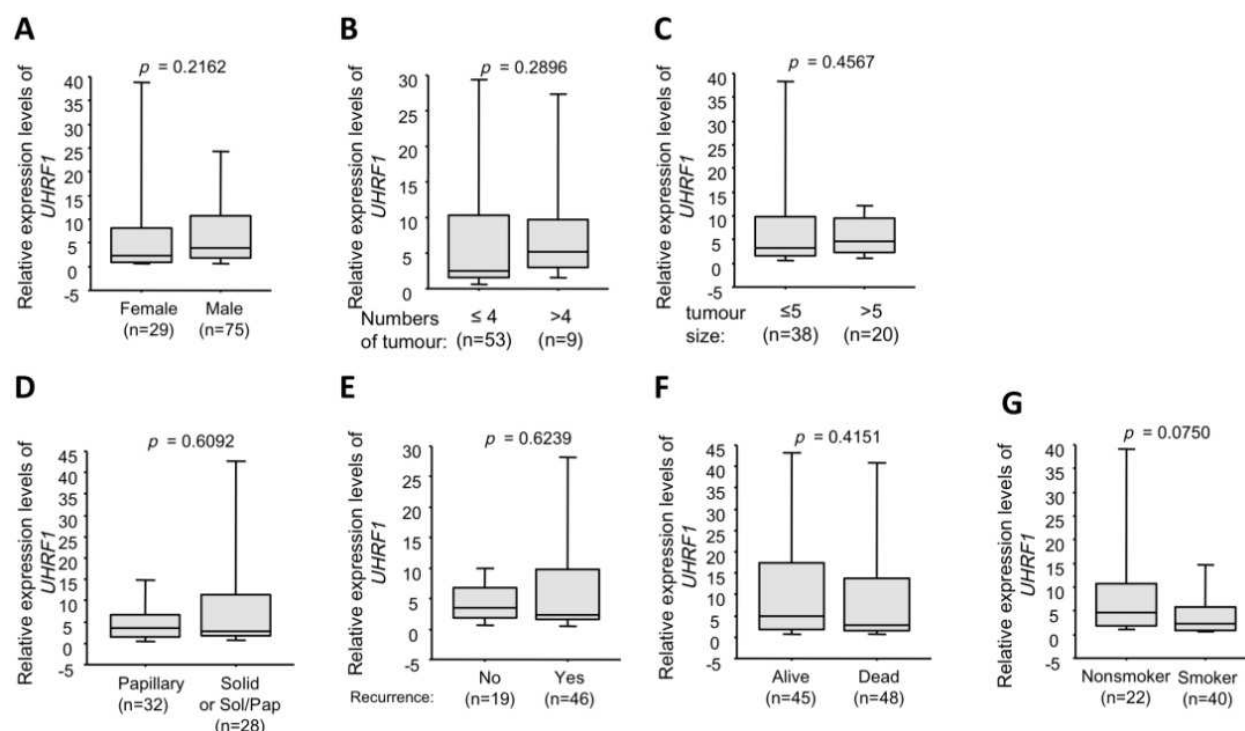 A
Relative expression levels of
UHRF1
p = 0.2162
40
35
30
25
20
15
10
5
0
-5
Female
(n=29)
Male
(n=75)
B
Relative expression levels of
UHRF1
p = 0.2896
30
25
20
15
10
5
0
Numbers
of tumour:
≤ 4
(n=53)
>4
(n=9)
C
Relative expression levels of
UHRF1
p = 0.4567
40
35
30
25
20
15
10
5
0
-5
tumour
size:
≤5
(n=38)
>5
(n=20)
D
Relative expression levels of
UHRF1
p = 0.6092
45
40
35
30
25
20
15
10
5
0
-5
Papillary
(n=32)
Solid
or Sol/Pap
(n=28)
E
Relative expression levels of
UHRF1
p = 0.6239
30
25
20
15
10
5
0
-5
Recurrence:
No
(n=19)
Yes
(n=46)
F
Relative expression levels of
UHRF1
p = 0.4151
45
40
35
30
25
20
15
10
5
0
-5
Alive
(n=45)
Dead
(n=48)
G
Relative expression levels of
UHRF1
p = 0.0750
40
35
30
25
20
15
10
5
0
-5
Nonsmoker
(n=22)
Smoker
(n=40)